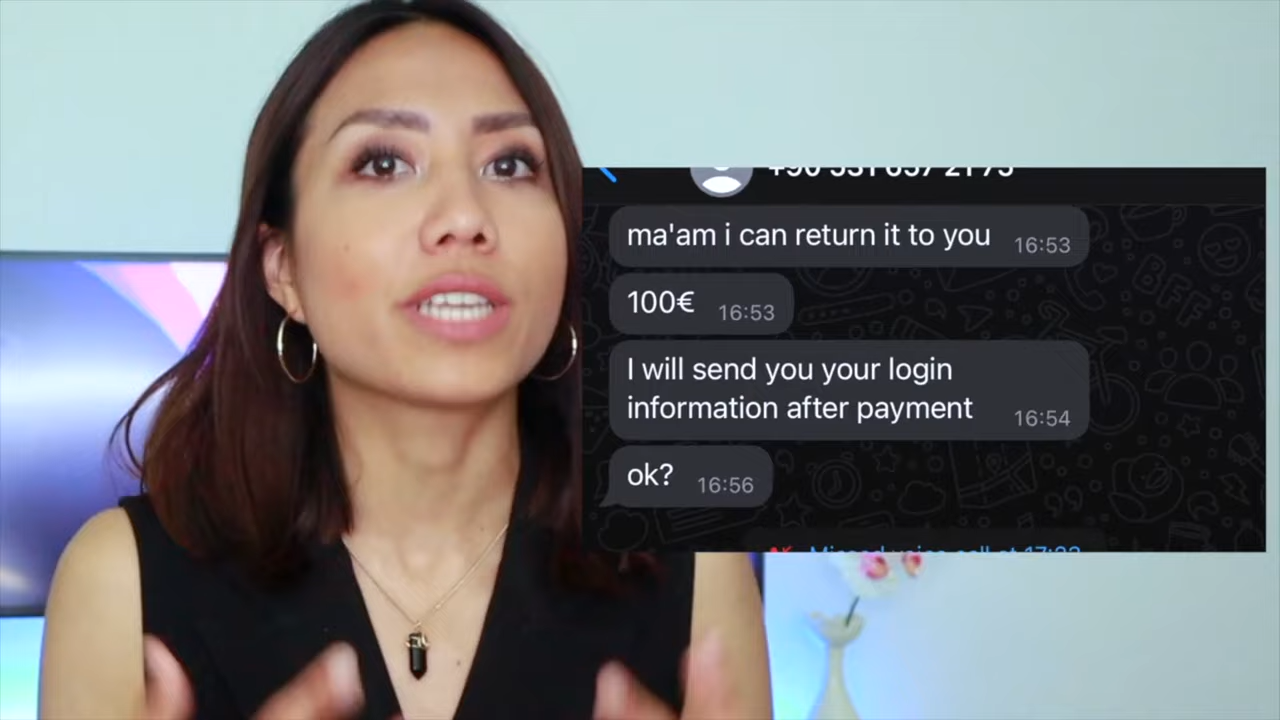 ma'am i can return it to you 16:53
100€ 16:53
I will send you your login
information after payment 16:54
ok? 16:56